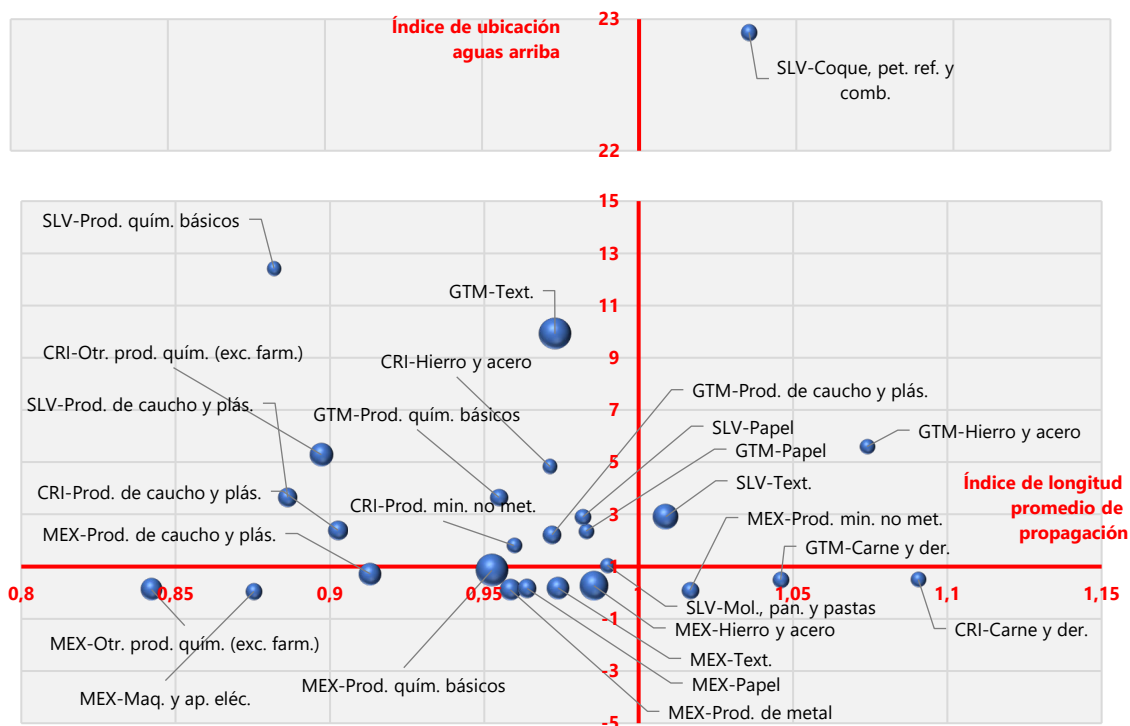 Índice de ubicación
aguas arriba
23
SLV-Coque, pet. ref. y
comb.
22
15
SLV-Prod. quím. básicos
13
GTM-Text.
11
CRI-Otr. prod. quím. (exc. farm.)
CRI-Hierro y acero
9
GTM-Prod. de caucho y plás.
SLV-Prod. de caucho y plás.
7
GTM-Prod. quím. básicos
SLV-Papel
GTM-Hierro y acero
GTM-Papel
5
CRI-Prod. de caucho y plás.
SLV-Text.
Índice de longitud
promedio de
propagación
CRI-Prod. min. no met.
3
MEX-Prod. min. no met.
MEX-Prod. de caucho y plás.
GTM-Carne y der.
1
0,8
0,85
0,9
0,95
1
1,05
1,1
1,15
SLV-Mol., pan. y pastas
-1
MEX-Hierro y acero
CRI-Carne y der.
MEX-Otr. prod. quím. (exc. farm.)
MEX-Text.
-3
MEX-Prod. quím. básicos
MEX-Papel
MEX-Maq. y ap. eléc.
MEX-Prod. de metal
-5